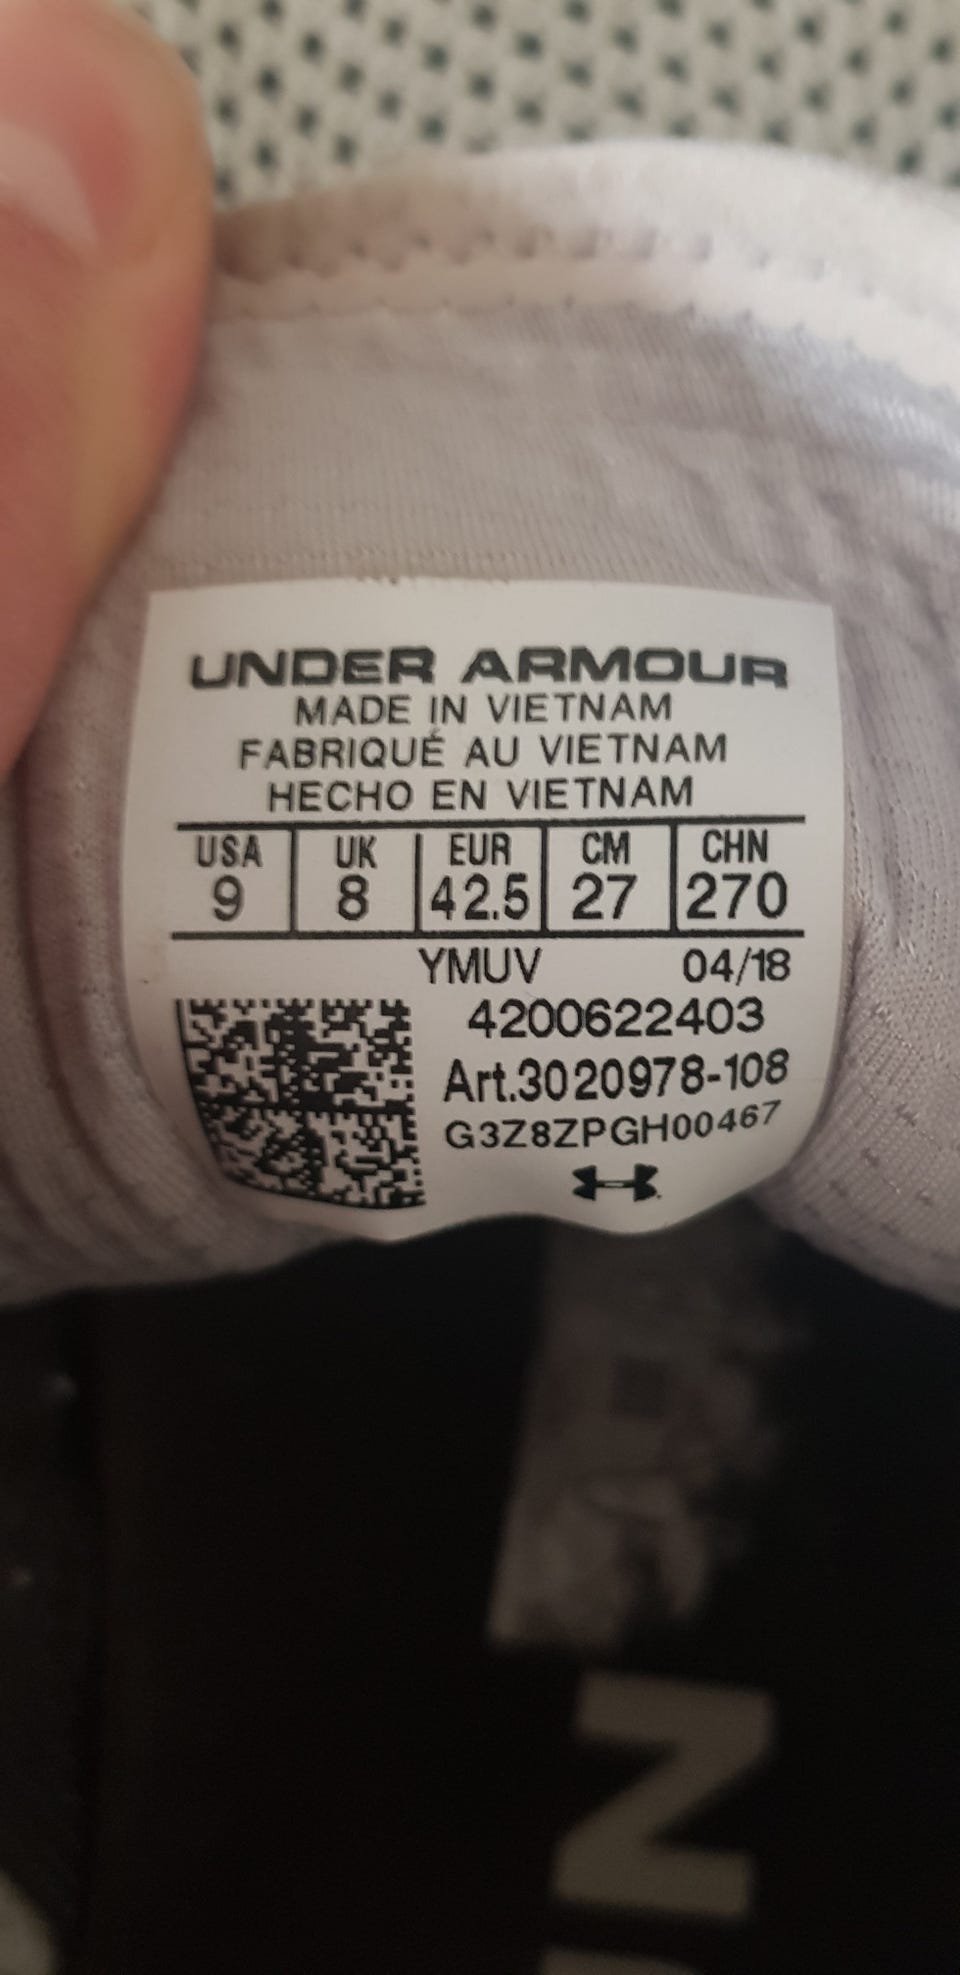 UNDER ARMOUR
MADE IN VIETNAM
FABRIQUÉ AU VIETNAM
HECHO EN VIETNAM
USA UK EUR CM CHN
9 8 42.5 27 270
YMUV 04/18
4200622403
Art.3020978-108
G3Z8ZPGH00467